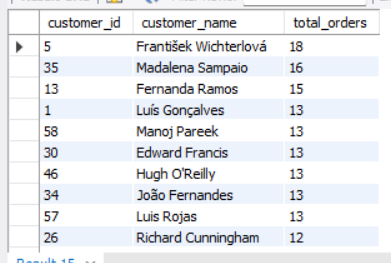 customer_id customer_name total_orders
5 František Wichterlová 18
35 Madalena Sampaio 16
13 Fernanda Ramos 15
1 Luís Gonçalves 13
58 Manoj Pareek 13
30 Edward Francis 13
46 Hugh O'Reilly 13
34 João Fernandes 13
57 Luis Rojas 13
26 Richard Cunningham 12
Result 15